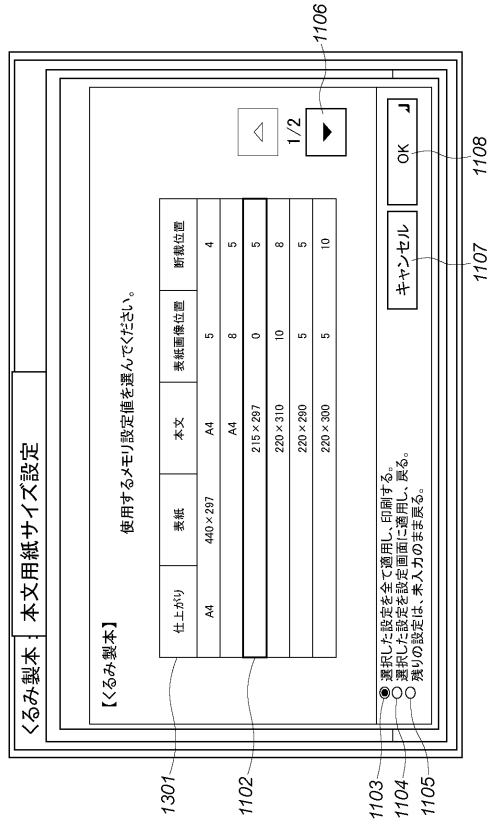 くるみ製本： 本文用紙サイズ設定
【くるみ製本】
使用するメモリ設定値を選んでください。
仕上がり 表紙 本文 表紙画像位置 断裁位置
A4 440×297 A4 5 4
A4 8 5
215×297 0 5
220×310 10 8
220×290 5 5
220×300 5 10
1/2
選択した設定を全て適用し、印刷する。
選択した設定を設定画面に適用し、戻る。
残りの設定は、未入力のまま戻る。
キャンセル
OK
1301
1102
1103
1104
1105
1106
1107
1108